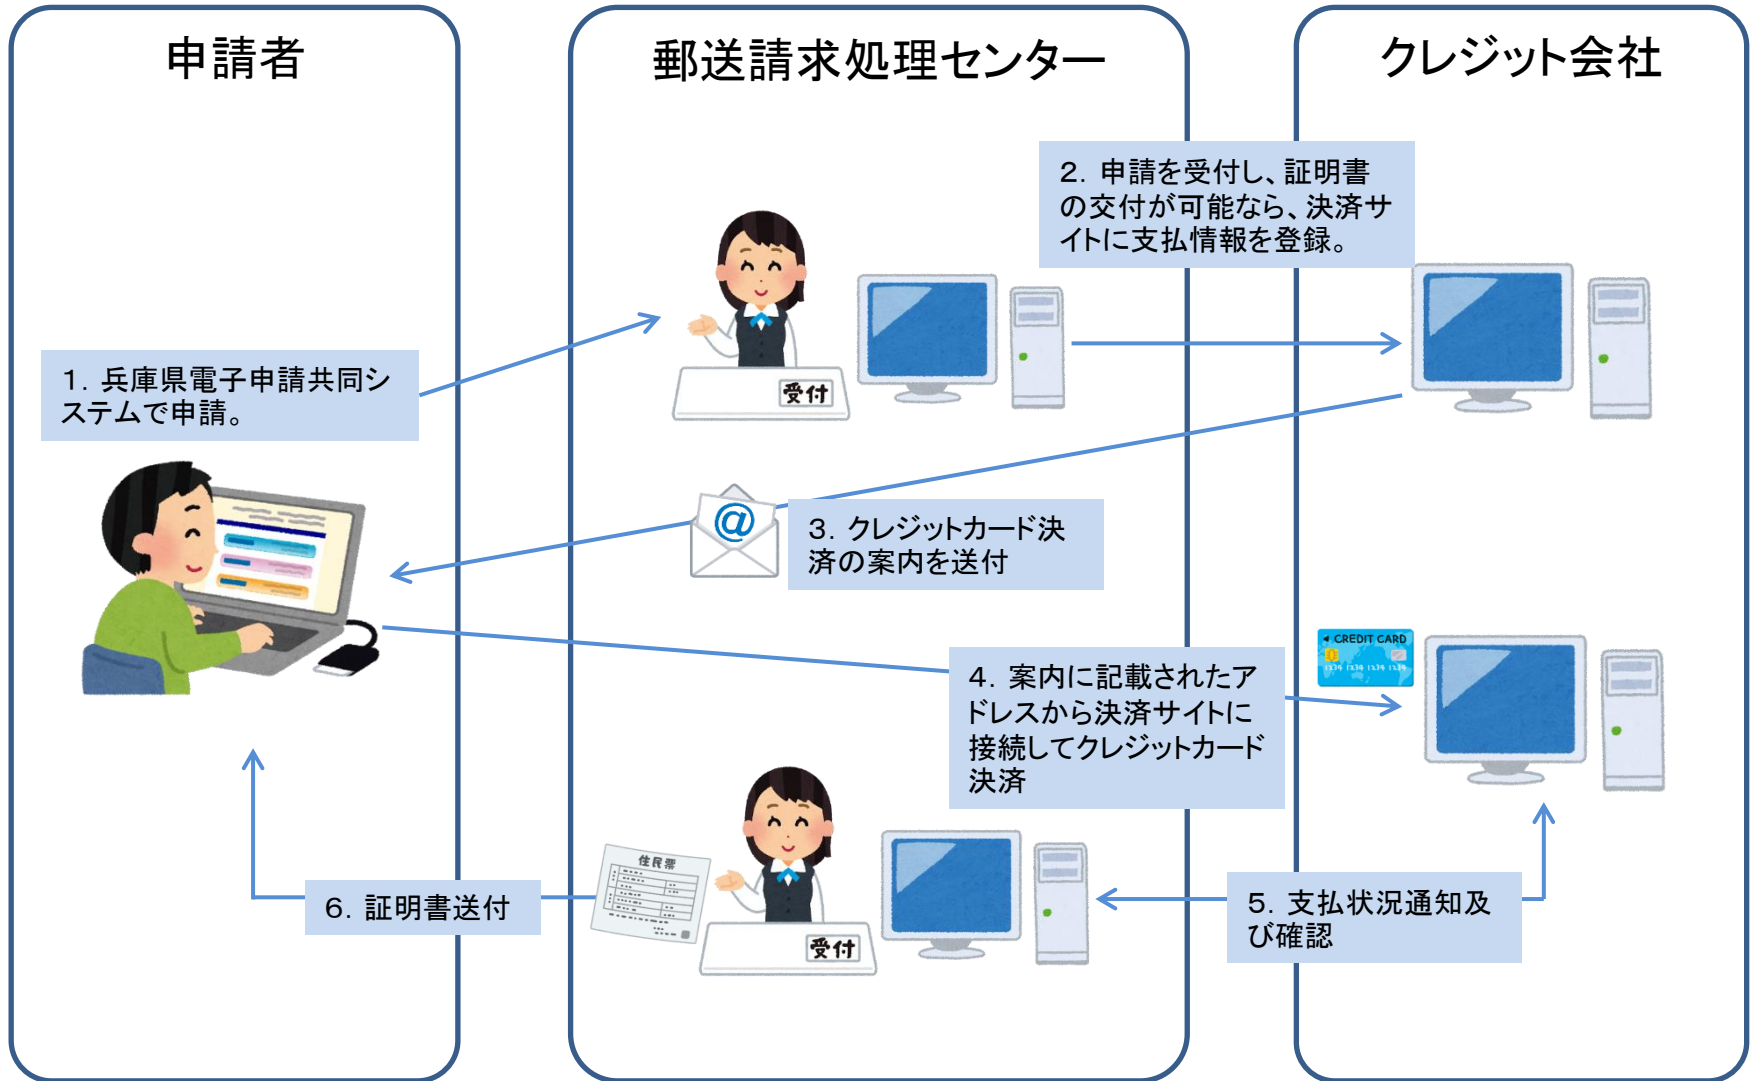 申請者
郵送請求処理センター
クレジット会社
2．申請を受付し、証明書
の交付が可能なら、決済サ
イトに支払情報を登録。
1．兵庫県電子申請共同シ
ステムで申請。
受付
@
3．クレジットカード決
済の案内を送付
CREDIT CARD
1234 1234 1234 1234
4．案内に記載されたア
ドレスから決済サイトに
接続してクレジットカード
決済
住民票
受付
6．証明書送付
5．支払状況通知及
び確認